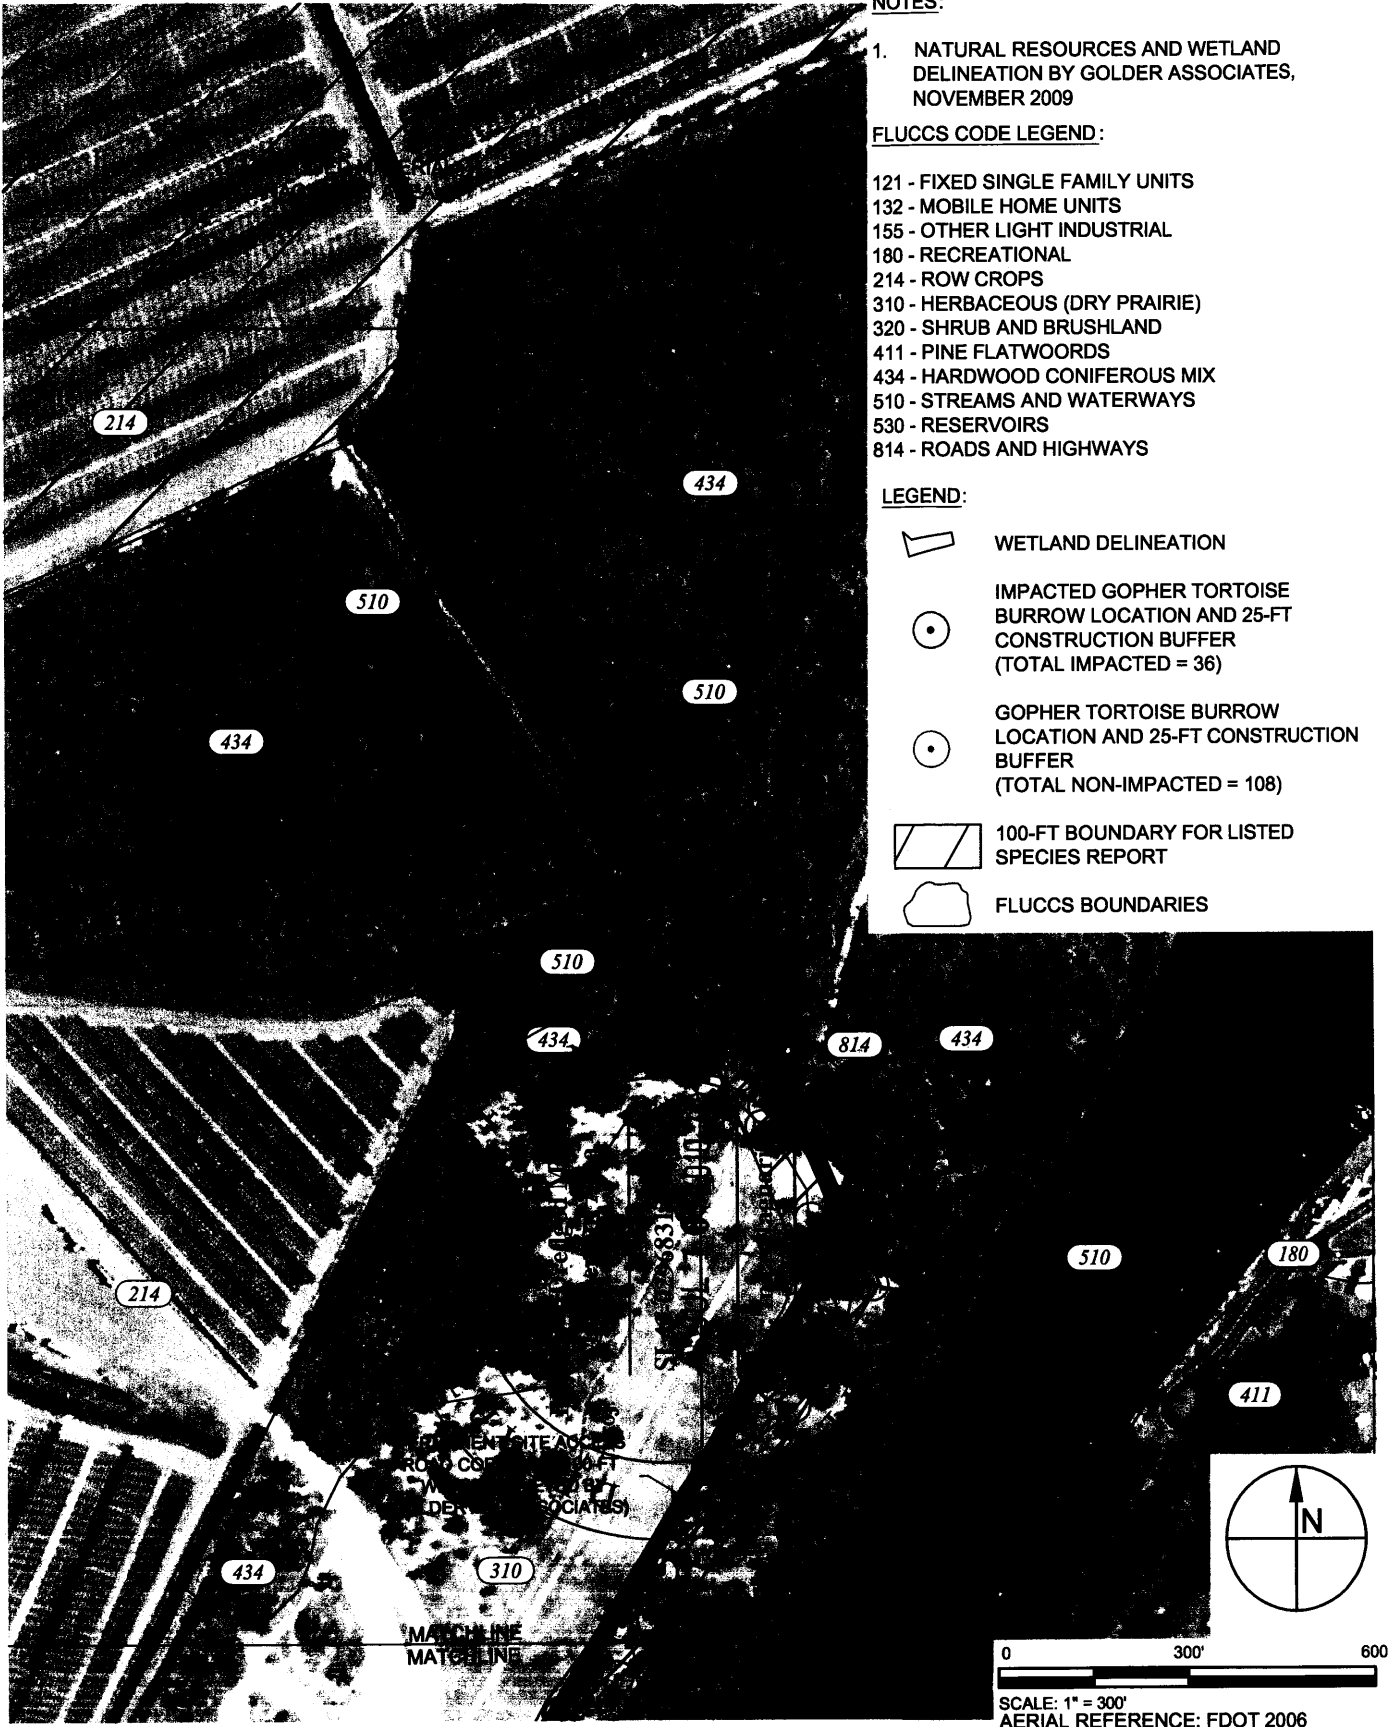 NOTES:
1. NATURAL RESOURCES AND WETLAND
DELINEATION BY GOLDER ASSOCIATES,
NOVEMBER 2009
FLUCCS CODE LEGEND:
121 - FIXED SINGLE FAMILY UNITS
132 - MOBILE HOME UNITS
155 - OTHER LIGHT INDUSTRIAL
180 - RECREATIONAL
214 - ROW CROPS
310 - HERBACEOUS (DRY PRAIRIE)
320 - SHRUB AND BRUSHLAND
411 - PINE FLATWOORDS
434 - HARDWOOD CONIFEROUS MIX
510 - STREAMS AND WATERWAYS
530 - RESERVOIRS
814 - ROADS AND HIGHWAYS
LEGEND:
WETLAND DELINEATION
IMPACTED GOPHER TORTOISE
BURROW LOCATION AND 25-FT
CONSTRUCTION BUFFER
(TOTAL IMPACTED = 36)
GOPHER TORTOISE BURROW
LOCATION AND 25-FT CONSTRUCTION
BUFFER
(TOTAL NON-IMPACTED = 108)
100-FT BOUNDARY FOR LISTED
SPECIES REPORT
FLUCCS BOUNDARIES
214
434
510
510
434
510
434
814
434
510
180
214
411
SITE ACCESS
434
310
MATCHLINE
MATCHLINE
N
0 300' 600
SCALE: 1" = 300'
AERIAL REFERENCE: FDOT 2006